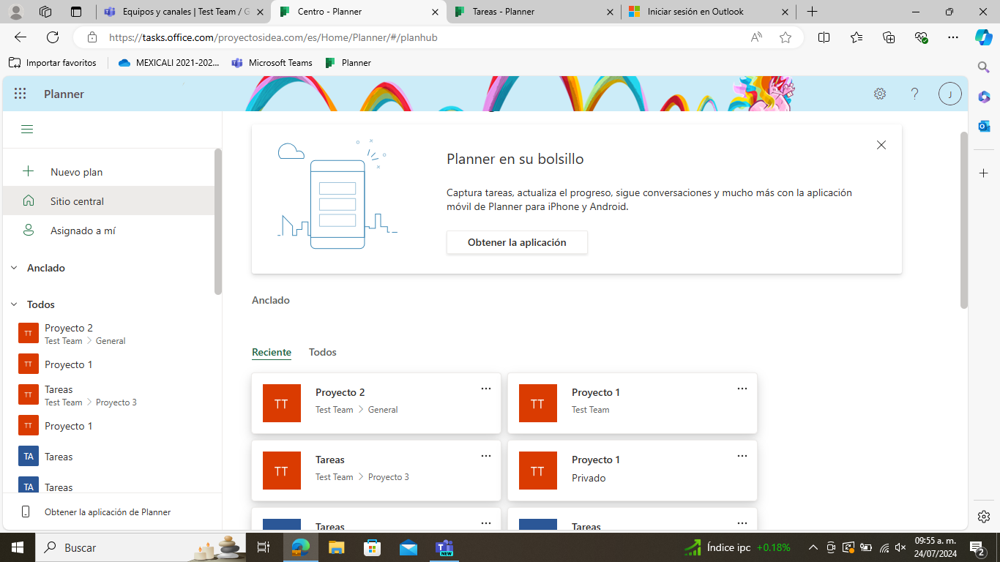 Equipos y canales | Test Team / G
Centro - Planner
Tareas - Planner
Iniciar sesión en Outlook
https://tasks.office.com/proyectosidea.com/es/Home/Planner/#/planhub
Importar favoritos
MEXICALI 2021-202...
Microsoft Teams
Planner
Planner
?
J
Nuevo plan
Sitio central
Asignado a mí
Anclado
Todos
TT
Proyecto 2
Test Team > General
TT
Proyecto 1
TT
Tareas
Test Team > Proyecto 3
TT
Proyecto 1
TA
Tareas
TA
Tareas
Obtener la aplicación de Planner
Planner en su bolsillo
Captura tareas, actualiza el progreso, sigue conversaciones y mucho más con la aplicación
móvil de Planner para iPhone y Android.
Obtener la aplicación
Anclado
Reciente
Todos
TT
Proyecto 2
Test Team > General
TT
Proyecto 1
Test Team
TT
Tareas
Test Team > Proyecto 3
TT
Proyecto 1
Privado
Tareas
Tareas
Buscar
NEW
Índice ipc +0.18%
09:55 a. m.
24/07/2024
2